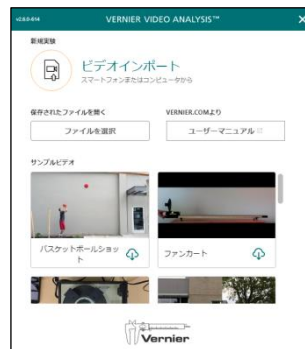 v2.0.0-614
VERNIER VIDEO ANALYSIS™
新規実験
ビデオインポート
スマートフォンまたはコンピュータから
保存されたファイルを開く
VERNIER.COMより
ファイルを選択
ユーザーマニュアル
サンプルビデオ
バスケットボールショッ
ト
ファンカート
Vernier